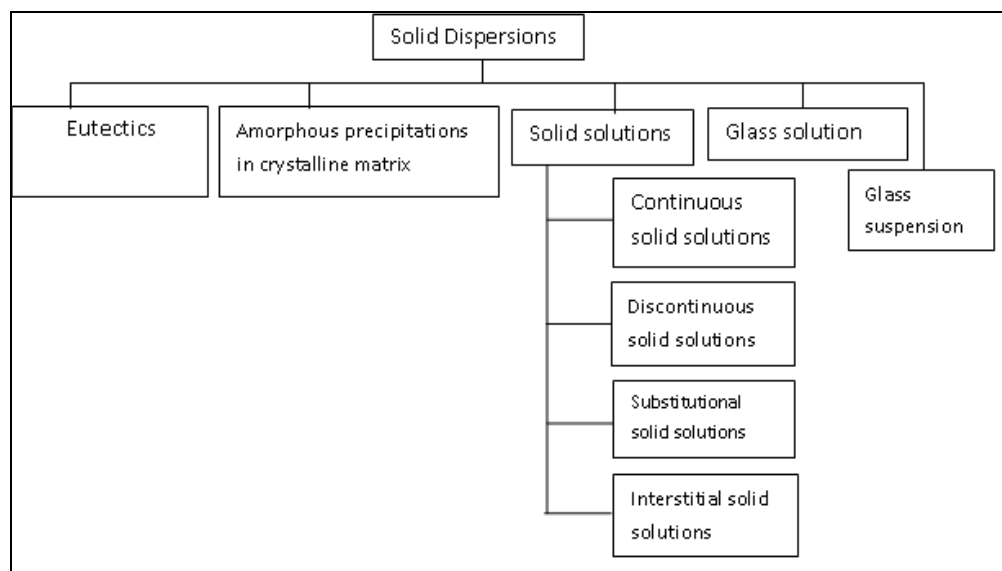 Solid Dispersions
Eutectics
Amorphous precipitations
in crystalline matrix
Solid solutions
Glass solution
Glass
suspension
Continuous
solid solutions
Discontinuous
solid solutions
Substitutional
solid solutions
Interstitial solid
solutions